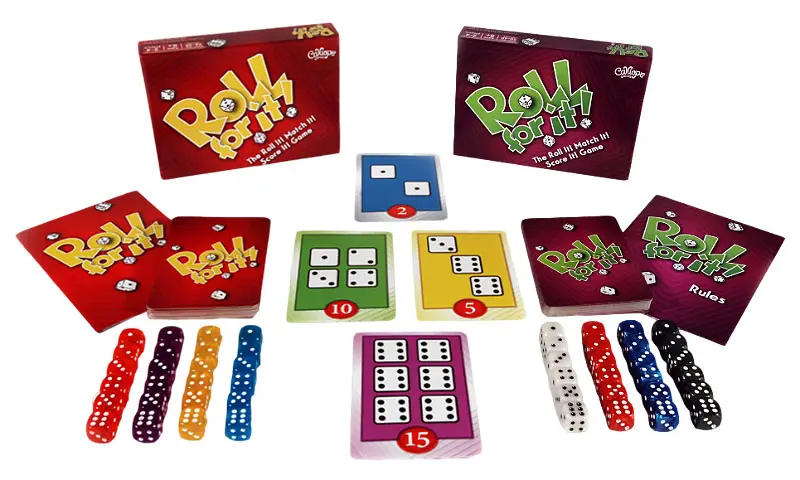 Roll
for it!
Calliope
The Roll It! Match It!
Score It! Game
Roll
for it!
Calliope
The Roll It! Match It!
Score It! Game
2
Roll
for it!
Roll
for it!
10
5
Roll
for it!
Roll
for it!
Rules
15